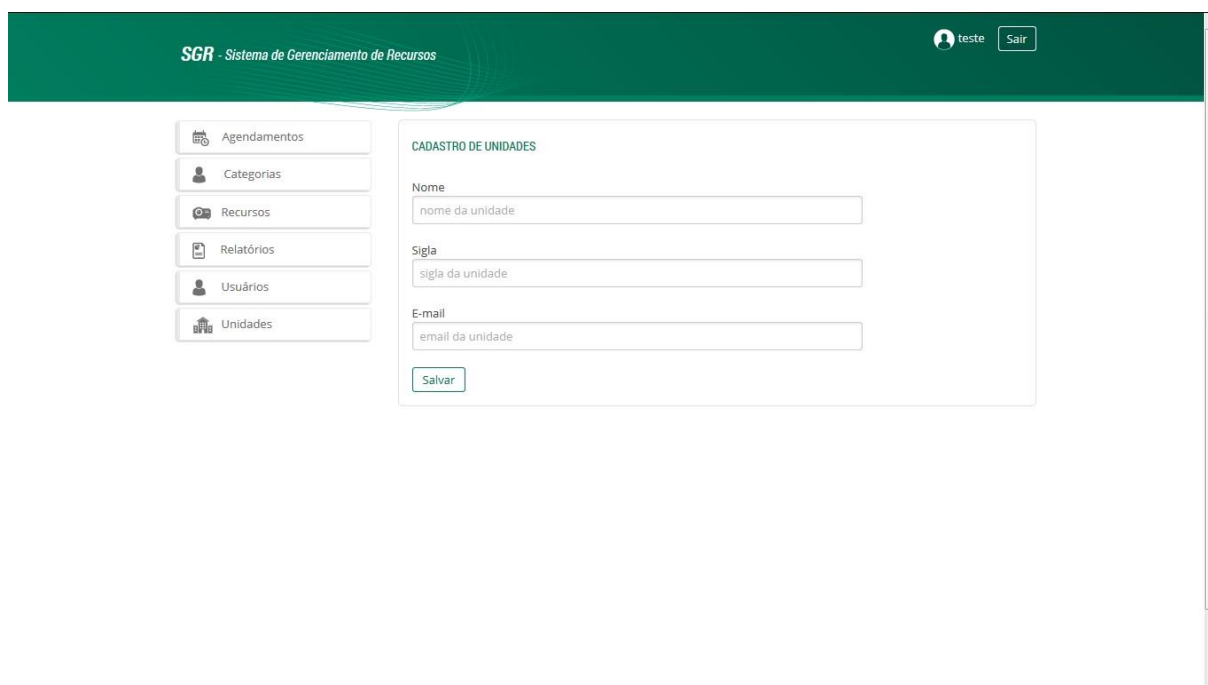 SGR - Sistema de Gerenciamento de Recursos
teste
Sair
Agendamentos
Categorias
Recursos
Relatórios
Usuários
Unidades
CADASTRO DE UNIDADES
Nome
nome da unidade
Sigla
sigla da unidade
E-mail
email da unidade
Salvar